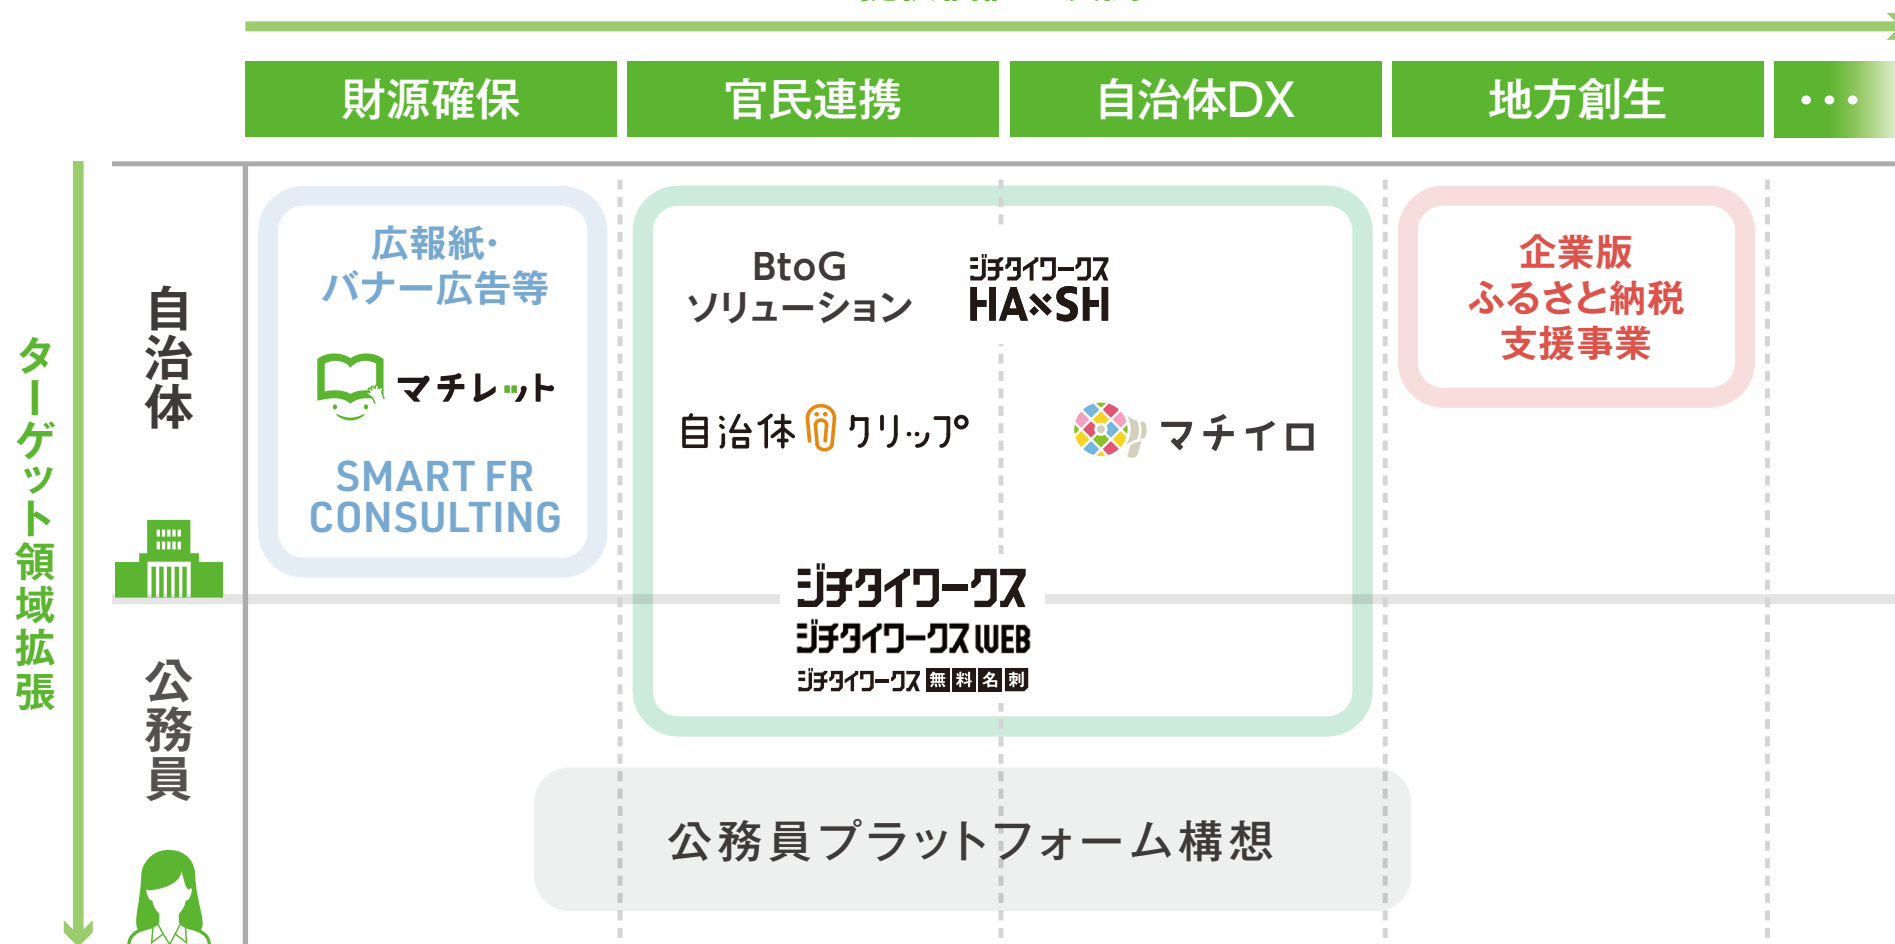 財源確保
官民連携
自治体DX
地方創生
・・・
ターゲット領域拡張
自治体
広報紙・
バナー広告等
マチレット
SMART FR
CONSULTING
BtoG
ソリューション
ジチタイワークス
HA×SH
自治体クリップ
マチイロ
企業版
ふるさと納税
支援事業
ジチタイワークス
ジチタイワークス WEB
ジチタイワークス 無料名刺
公務員
公務員プラットフォーム構想